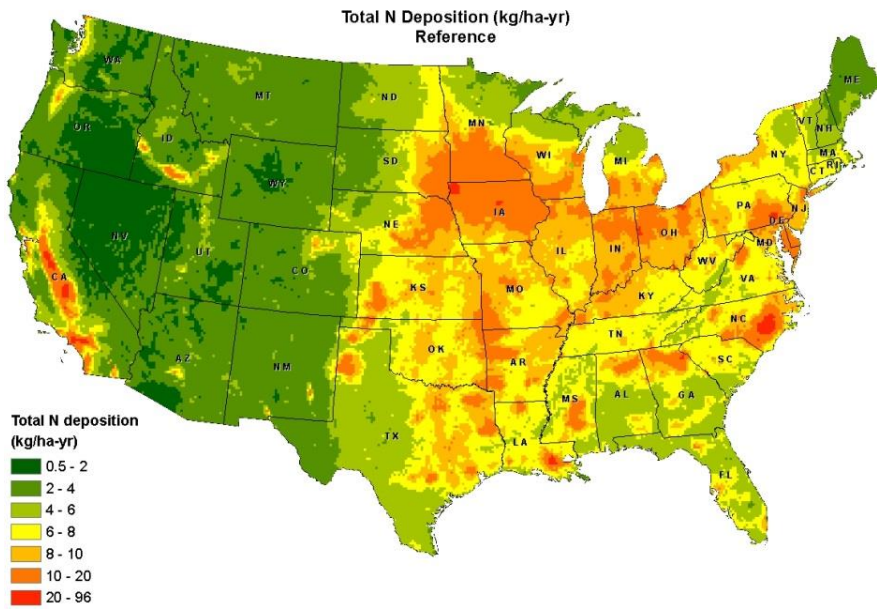 Total N Deposition (kg/ha-yr)
Reference
WA
MT
ND
MN
ME
OR
ID
SD
WI
MI
VT
NH
NY
MA
CT
RI
WY
NE
IA
PA
NJ
NV
UT
CO
IL
IN
OH
DE
MD
WV
VA
CA
KS
MO
KY
NC
TN
AZ
NM
OK
AR
SC
MS
AL
GA
TX
LA
FL
Total N deposition
(kg/ha-yr)
0.5 - 2
2 - 4
4 - 6
6 - 8
8 - 10
10 - 20
20 - 96